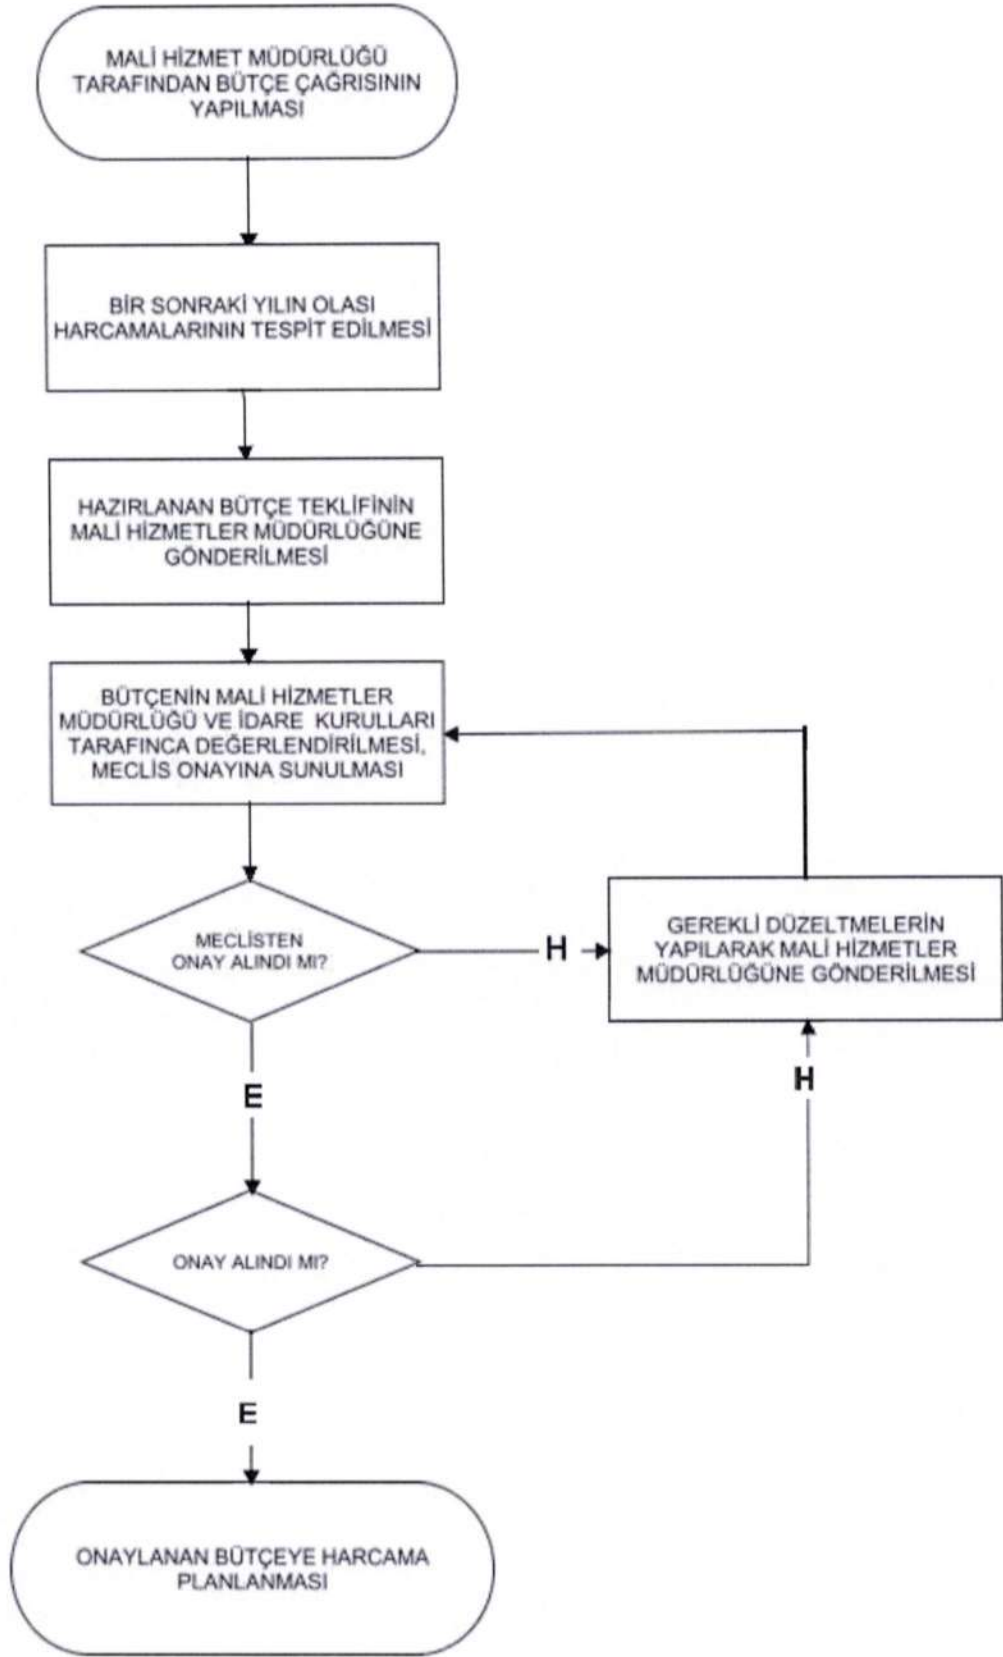 MALİ HİZMET MÜDÜRLÜĞÜ
TARAFINDAN BÜTÇE ÇAĞRISININ
YAPILMASI
BİR SONRAKİ YILIN OLASI
HARCAMALARININ TESPİT EDİLMESİ
HAZIRLANAN BÜTÇE TEKLİFİNİN
MALİ HİZMETLER MÜDÜRLÜĞÜNE
GÖNDERİLMESİ
BÜTÇENİN MALİ HİZMETLER
MÜDÜRLÜĞÜ VE İDARE KURULLARI
TARAFINCA DEĞERLENDİRİLMESİ,
MECLİS ONAYINA SUNULMASI
MECLİSTEN
ONAY ALINDI MI?
H
GEREKLİ DÜZELTMELERİN
YAPILARAK MALİ HİZMETLER
MÜDÜRLÜĞÜNE GÖNDERİLMESİ
E
H
ONAY ALINDI MI?
E
ONAYLANAN BÜTÇEYE HARCAMA
PLANLANMASI